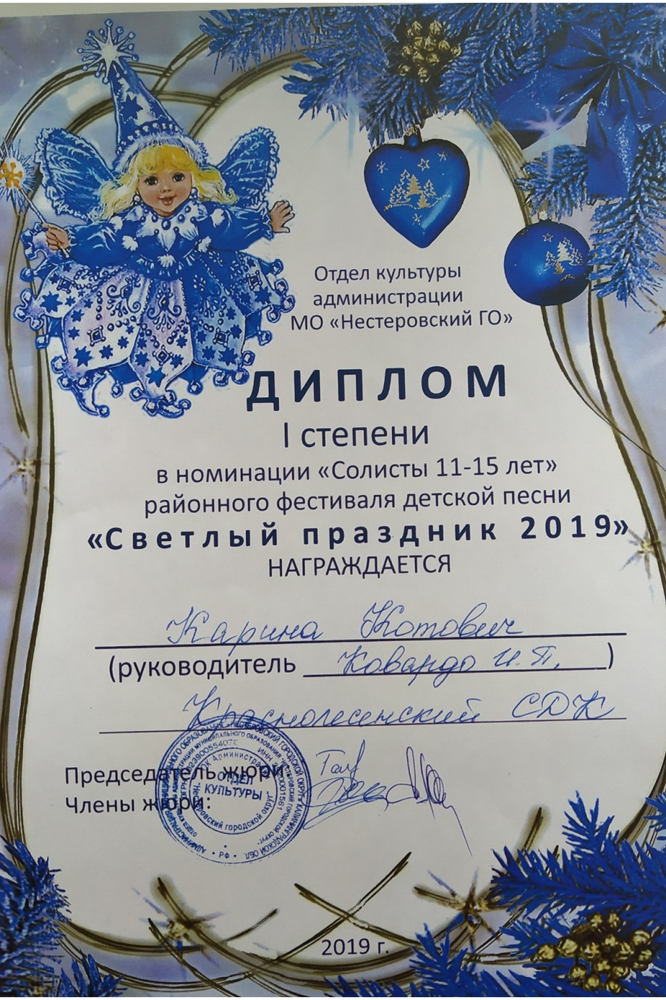 Отдел культуры
администрации
МО «Нестеровский ГО»
ДИПЛОМ
I степени
в номинации «Солисты 11-15 лет»
районного фестиваля детской песни
«Светлый праздник 2019»
НАГРАЖДАЕТСЯ
Карина Котович
(руководитель Ковардо И.П.)
Краснолесенский СДК
Председатель жюри:
Члены жюри:
ОТДЕЛ
КУЛЬТУРЫ
2019 г.